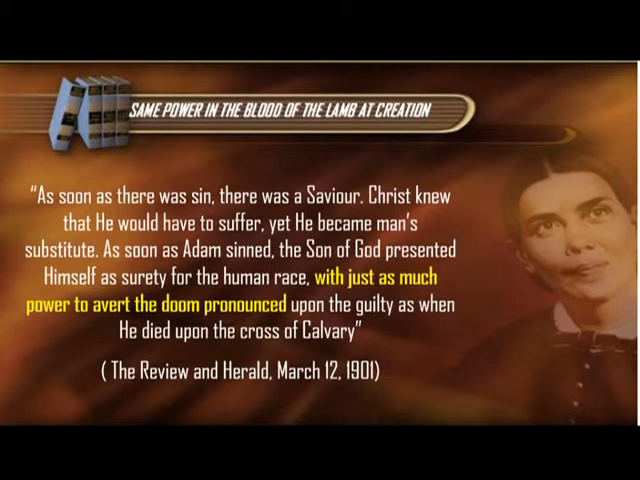 SAME POWER IN THE BLOOD OF THE LAMB AT CREATION
“As soon as there was sin, there was a Saviour. Christ knew
that He would have to suffer, yet He became man’s
substitute. As soon as Adam sinned, the Son of God presented
Himself as surety for the human race, with just as much
power to avert the doom pronounced upon the guilty as when
He died upon the cross of Calvary”
( The Review and Herald, March 12, 1901)